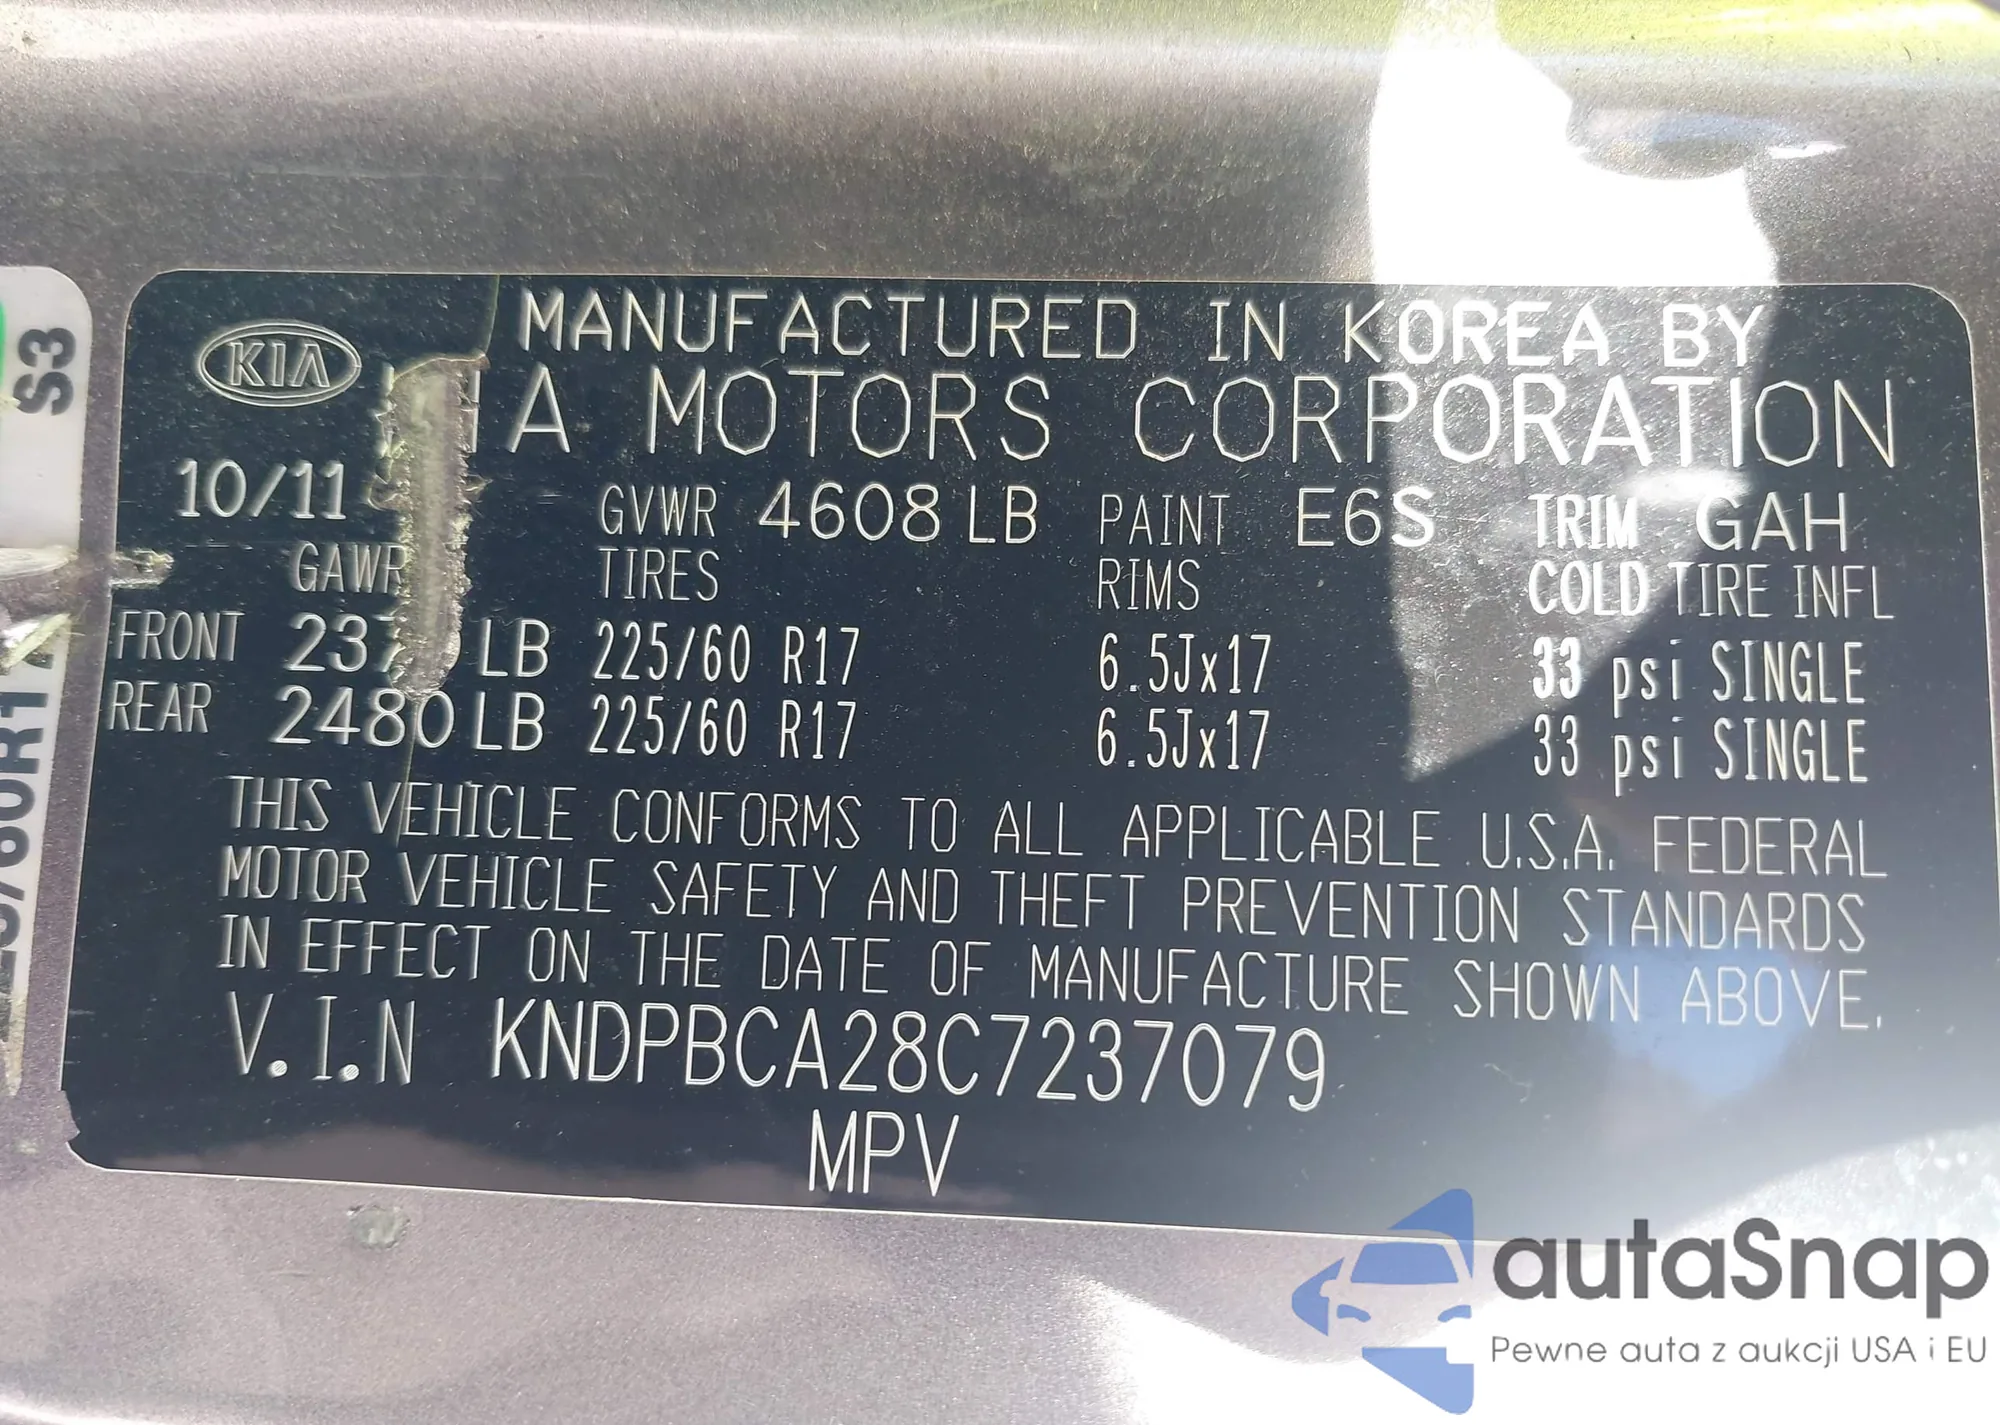 KIA
MANUFACTURED IN KOREA BY
KIA MOTORS CORPORATION
10/11 GVWR 4608 LB PAINT E6S TRIM GAH
GAWR TIRES RIMS COLD TIRE INFL
FRONT LB 225/60 R17 6.5Jx17 33 psi SINGLE
REAR 2480 LB 225/60 R17 6.5Jx17 33 psi SINGLE
THIS VEHICLE CONFORMS TO ALL APPLICABLE U.S.A. FEDERAL
MOTOR VEHICLE SAFETY AND THEFT PREVENTION STANDARDS
IN EFFECT ON THE DATE OF MANUFACTURE SHOWN ABOVE.
V.I.N KNDPBCA28C7237079
MPV
S3
autaSnap
Pewne auta z aukcji USA i EU